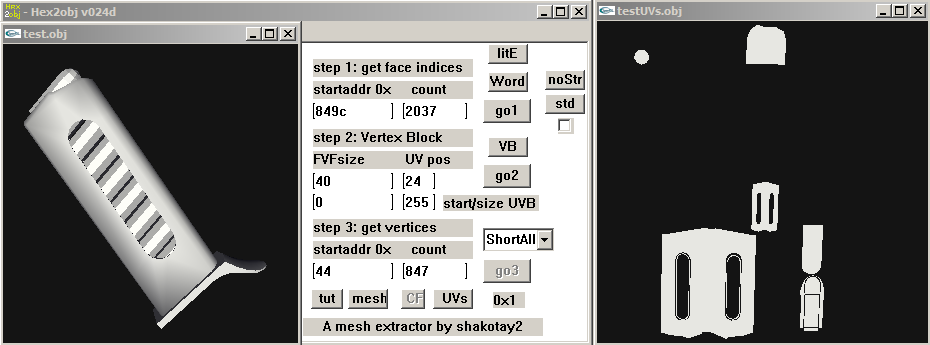 Hex
2obj - Hex2obj v024d
test.obj
testUVs.obj
litE
step 1: get face indices
Word
noStr
startaddr 0x count
[849c ] [2037 ]
go1
std
step 2: Vertex Block
VB
FVFsize UV pos
go2
[40 ] [24 ]
[0 ] [255 ] start/size UVB
step 3: get vertices
ShortAll
startaddr 0x count
[44 ] [847 ]
go3
tut mesh CF UVs 0x1
A mesh extractor by shakotay2